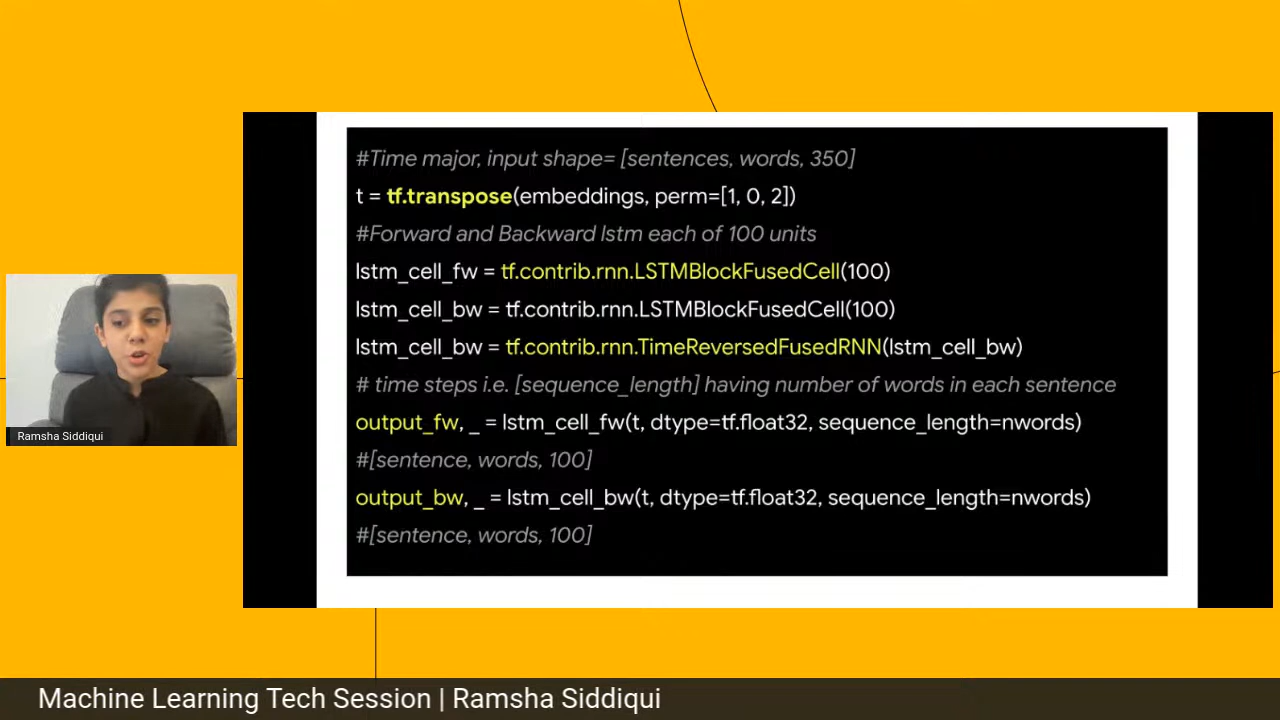 #Time major, input shape= [sentences, words, 350]
t = tf.transpose(embeddings, perm=[1, 0, 2])
#Forward and Backward lstm each of 100 units
lstm_cell_fw = tf.contrib.rnn.LSTMBlockFusedCell(100)
lstm_cell_bw = tf.contrib.rnn.LSTMBlockFusedCell(100)
lstm_cell_bw = tf.contrib.rnn.TimeReversedFusedRNN(lstm_cell_bw)
# time steps i.e. [sequence_length] having number of words in each sentence
output_fw, _ = lstm_cell_fw(t, dtype=tf.float32, sequence_length=nwords)
#[sentence, words, 100]
output_bw, _ = lstm_cell_bw(t, dtype=tf.float32, sequence_length=nwords)
#[sentence, words, 100]
Ramsha Siddiqui
Machine Learning Tech Session | Ramsha Siddiqui